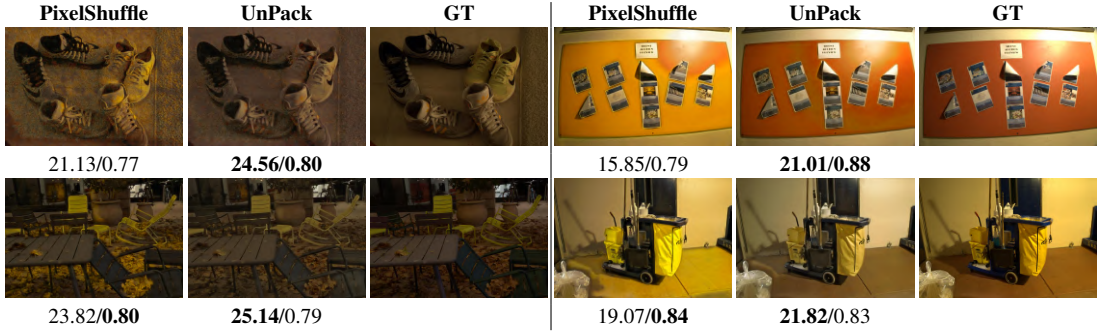 PixelShuffle UnPack GT PixelShuffle UnPack GT
21.13/0.77 24.56/0.80 15.85/0.79 21.01/0.88
23.82/0.80 25.14/0.79 19.07/0.84 21.82/0.83